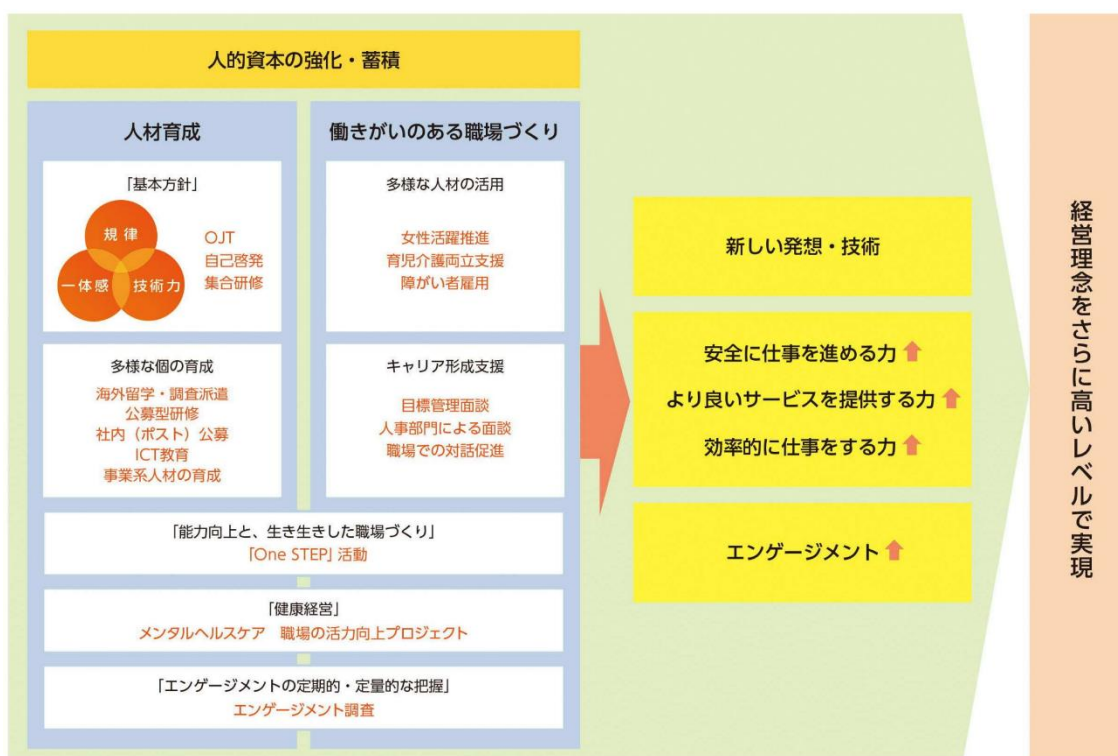 人的資本の強化・蓄積
人材育成
「基本方針」
規律
一体感
技術力
OJT
自己啓発
集合研修
多様な個の育成
海外留学・調査派遣
公募型研修
社内（ポスト）公募
ICT教育
事業系人材の育成
働きがいのある職場づくり
多様な人材の活用
女性活躍推進
育児介護両立支援
障がい者雇用
キャリア形成支援
目標管理面談
人事部門による面談
職場での対話促進
「能力向上と、生き生きした職場づくり」
「One STEP」活動
「健康経営」
メンタルヘルスケア　職場の活力向上プロジェクト
「エンゲージメントの定期的・定量的な把握」
エンゲージメント調査
新しい発想・技術
安全に仕事を進める力
より良いサービスを提供する力
効率的に仕事をする力
エンゲージメント
経営理念をさらに高いレベルで実現